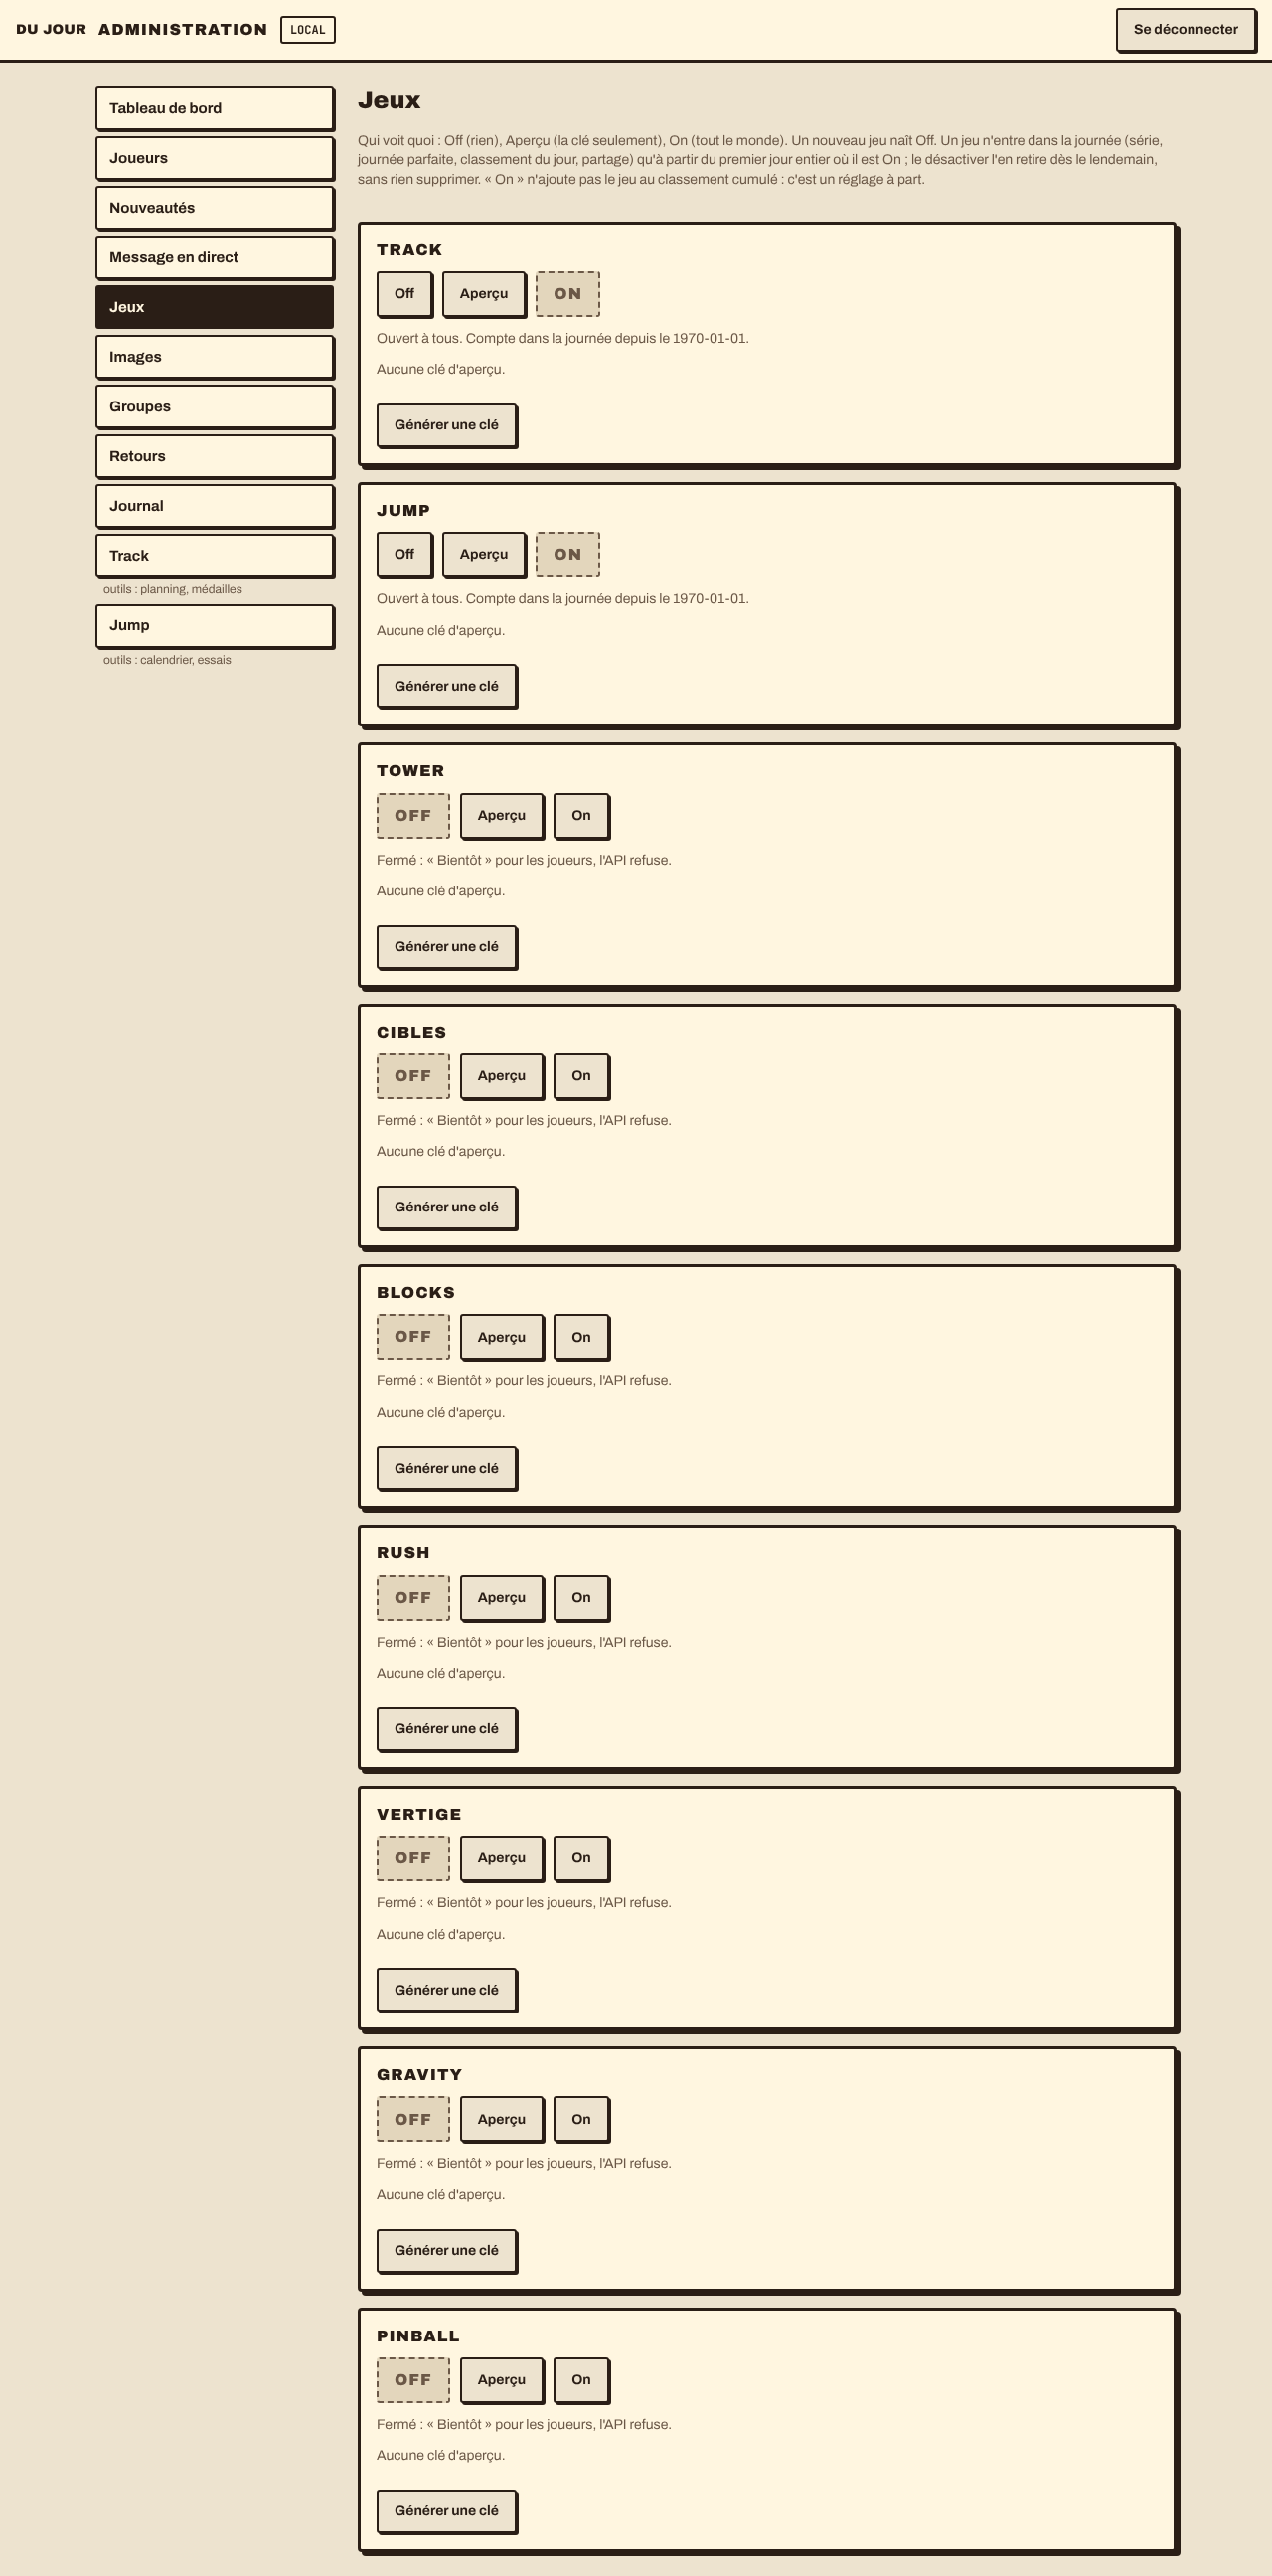 DU JOUR ADMINISTRATION LOCAL Se déconnecter
Tableau de bord
Joueurs
Nouveautés
Message en direct
Jeux
Images
Groupes
Retours
Journal
Track
outils : planning, médailles
Jump
outils : calendrier, essais
Jeux
Qui voit quoi : Off (rien), Aperçu (la clé seulement), On (tout le monde). Un nouveau jeu naît Off. Un jeu n'entre dans la journée (série,
journée parfaite, classement du jour, partage) qu'à partir du premier jour entier où il est On ; le désactiver l'en retire dès le lendemain,
sans rien supprimer. « On » n'ajoute pas le jeu au classement cumulé : c'est un réglage à part.
TRACK
Off Aperçu ON
Ouvert à tous. Compte dans la journée depuis le 1970-01-01.
Aucune clé d'aperçu.
Générer une clé
JUMP
Off Aperçu ON
Ouvert à tous. Compte dans la journée depuis le 1970-01-01.
Aucune clé d'aperçu.
Générer une clé
TOWER
OFF Aperçu On
Fermé : « Bientôt » pour les joueurs, l'API refuse.
Aucune clé d'aperçu.
Générer une clé
CIBLES
OFF Aperçu On
Fermé : « Bientôt » pour les joueurs, l'API refuse.
Aucune clé d'aperçu.
Générer une clé
BLOCKS
OFF Aperçu On
Fermé : « Bientôt » pour les joueurs, l'API refuse.
Aucune clé d'aperçu.
Générer une clé
RUSH
OFF Aperçu On
Fermé : « Bientôt » pour les joueurs, l'API refuse.
Aucune clé d'aperçu.
Générer une clé
VERTIGE
OFF Aperçu On
Fermé : « Bientôt » pour les joueurs, l'API refuse.
Aucune clé d'aperçu.
Générer une clé
GRAVITY
OFF Aperçu On
Fermé : « Bientôt » pour les joueurs, l'API refuse.
Aucune clé d'aperçu.
Générer une clé
PINBALL
OFF Aperçu On
Fermé : « Bientôt » pour les joueurs, l'API refuse.
Aucune clé d'aperçu.
Générer une clé